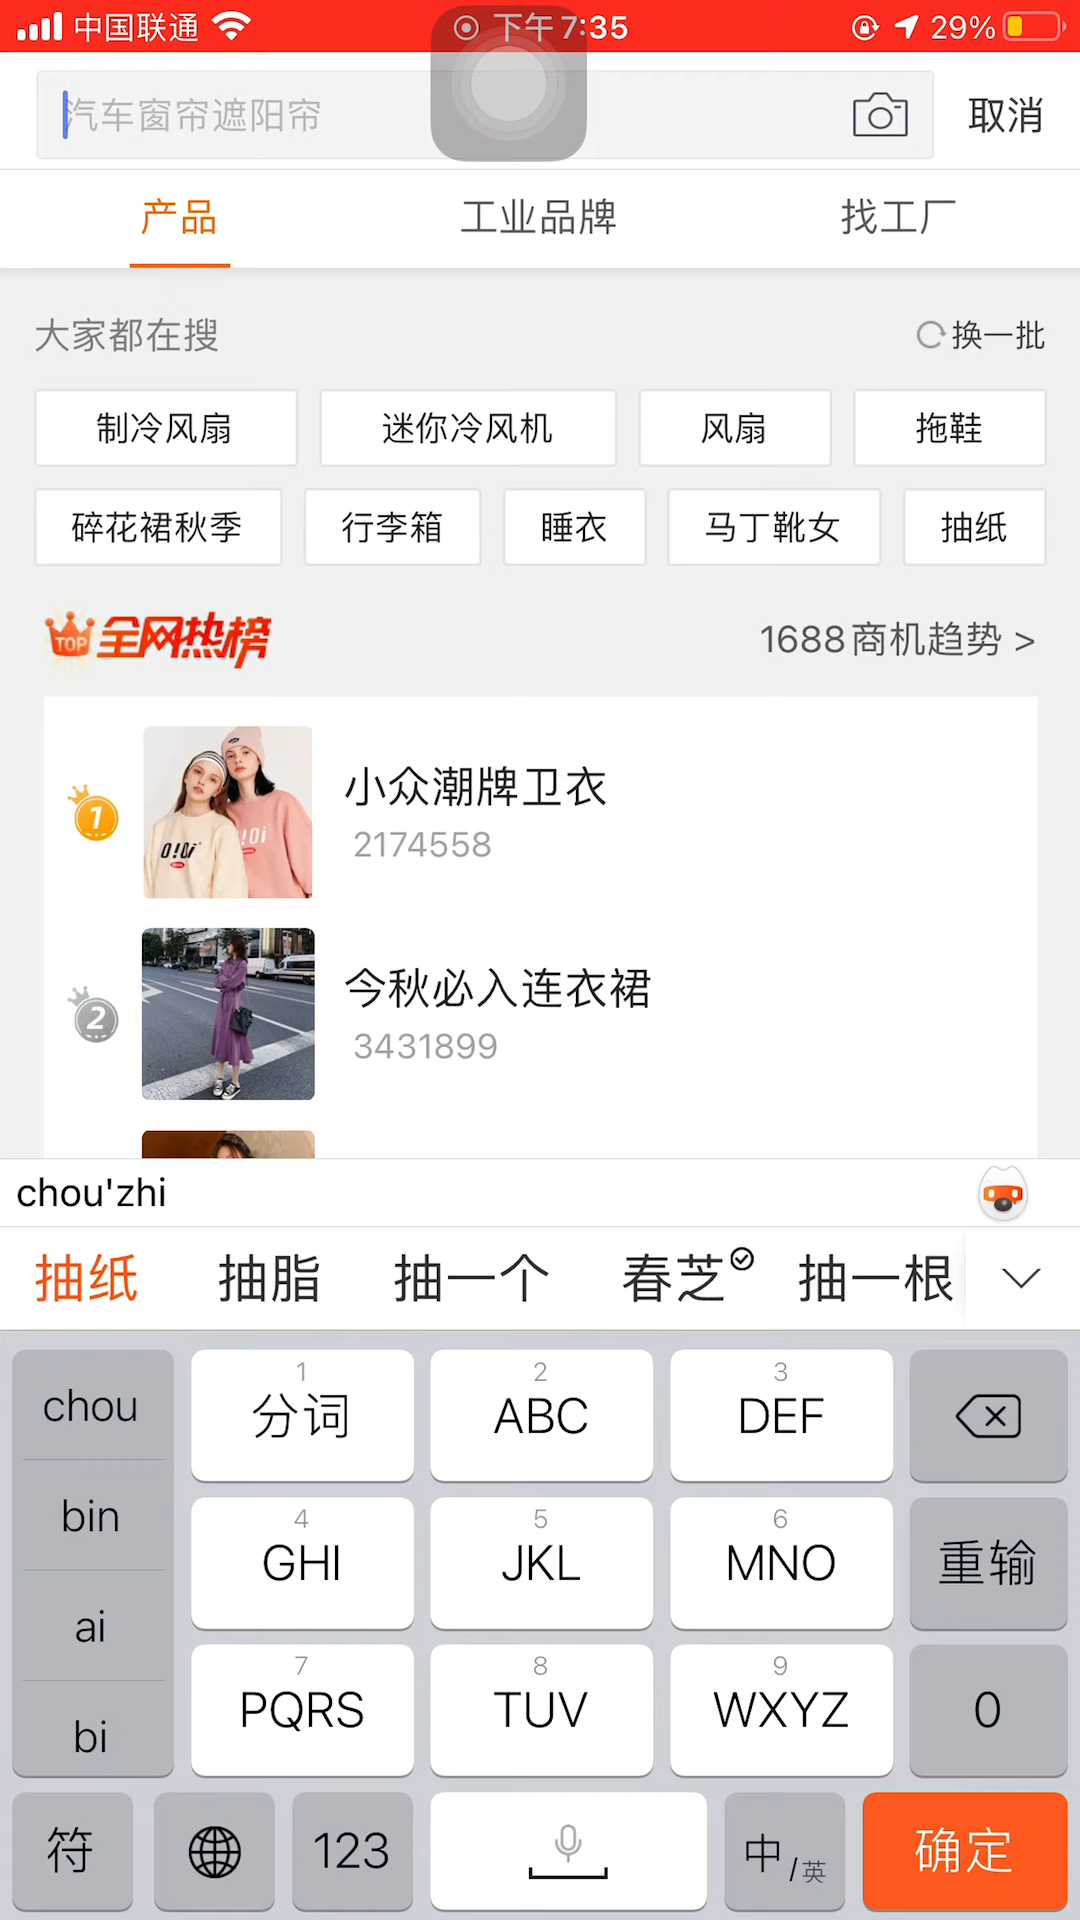 中国联通 下午7:35 29%
汽车窗帘遮阳帘 取消
产品 工业品牌 找工厂
大家都在搜 换一批
制冷风扇 迷你冷风机 风扇 拖鞋
碎花裙秋季 行李箱 睡衣 马丁靴女 抽纸
TOP 全网热榜 1688商机趋势 >
1
小众潮牌卫衣
2174558
2
今秋必入连衣裙
3431899
chou'zhi
抽纸 抽脂 抽一个 春芝 抽一根
chou 1 分词 2 ABC 3 DEF
bin 4 GHI 5 JKL 6 MNO 重输
ai
bi 7 PQRS 8 TUV 9 WXYZ 0
符 123 中/英 确定